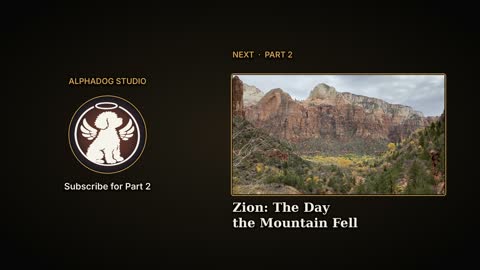 NEXT · PART 2
ALPHADOG STUDIO
Subscribe for Part 2
Zion: The Day
the Mountain Fell